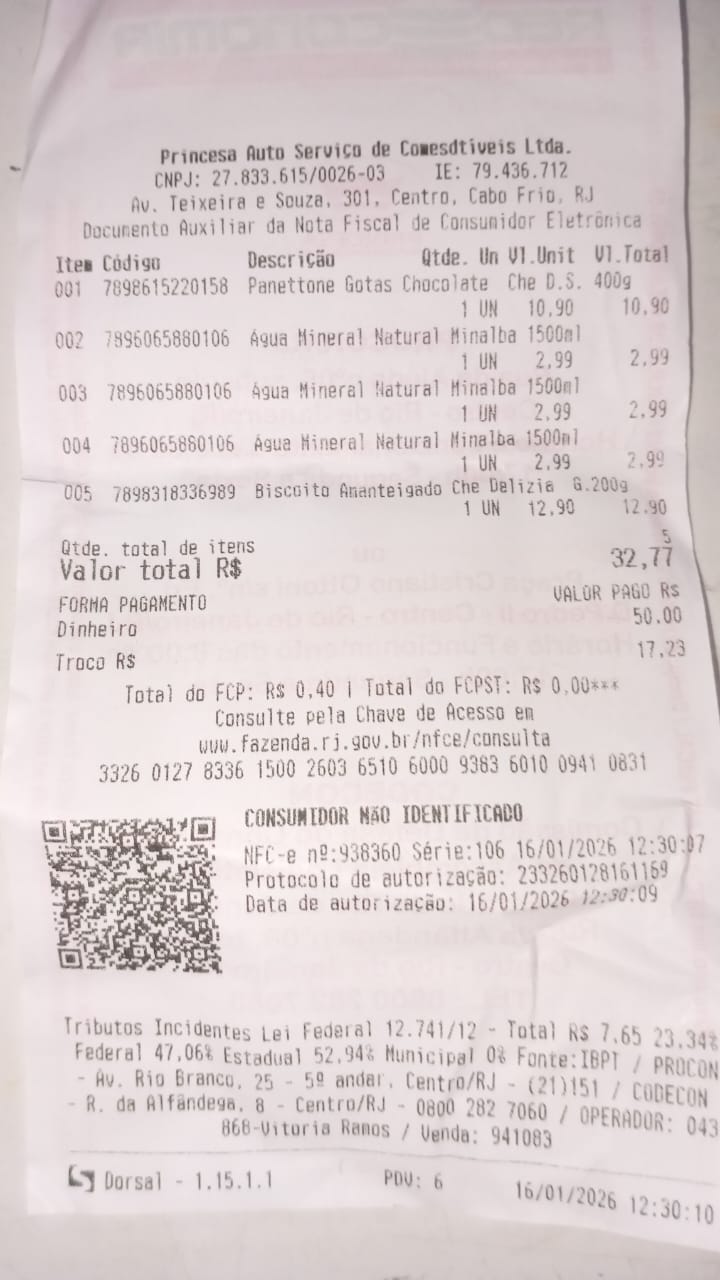 Princesa Auto Serviço de Comesdtíveis Ltda.
CNPJ: 27.833.615/0026-03 IE: 79.436.712
Av. Teixeira e Souza, 301, Centro, Cabo Frio, RJ
Documento Auxiliar da Nota Fiscal de Consumidor Eletrônica
Item Código Descrição Qtde. Un Vl.Unit Vl.Total
001 7898615220158 Panettone Gotas Chocolate Che D.S. 400g
1 UN 10,90 10,90
002 7896065880106 Água Mineral Natural Minalba 1500ml
1 UN 2,99 2,99
003 7896065880106 Água Mineral Natural Minalba 1500ml
1 UN 2,99 2,99
004 7896065880106 Água Mineral Natural Minalba 1500ml
1 UN 2,99 2,99
005 7898318336989 Biscoito Amanteigado Che Delizia G.200g
1 UN 12,90 12,90
Qtde. total de itens 5
Valor total R$ 32,77
FORMA PAGAMENTO VALOR PAGO R$
Dinheiro 50,00
Troco R$ 17,23
Total do FCP: R$ 0,40 | Total do FCPST: R$ 0,00***
Consulte pela Chave de Acesso em
www.fazenda.rj.gov.br/nfce/consulta
3326 0127 8336 1500 2603 6510 6000 9383 6010 0941 0831
CONSUMIDOR NÃO IDENTIFICADO
NFC-e nº:938360 Série:106 16/01/2026 12:30:07
Protocolo de autorização: 233260128161169
Data de autorização: 16/01/2026 12:30:09
Tributos Incidentes Lei Federal 12.741/12 - Total R$ 7,65 23,34%
Federal 47,06% Estadual 52,94% Municipal 0% Fonte:IBPT / PROCON
- Av. Rio Branco, 25 - 5º andar, Centro/RJ - (21)151 / CODECON
- R. da Alfândega, 8 - Centro/RJ - 0800 282 7060 / OPERADOR: 043
868-Vitoria Ramos / Venda: 941083
Dorsal - 1.15.1.1 PDV: 6 16/01/2026 12:30:10